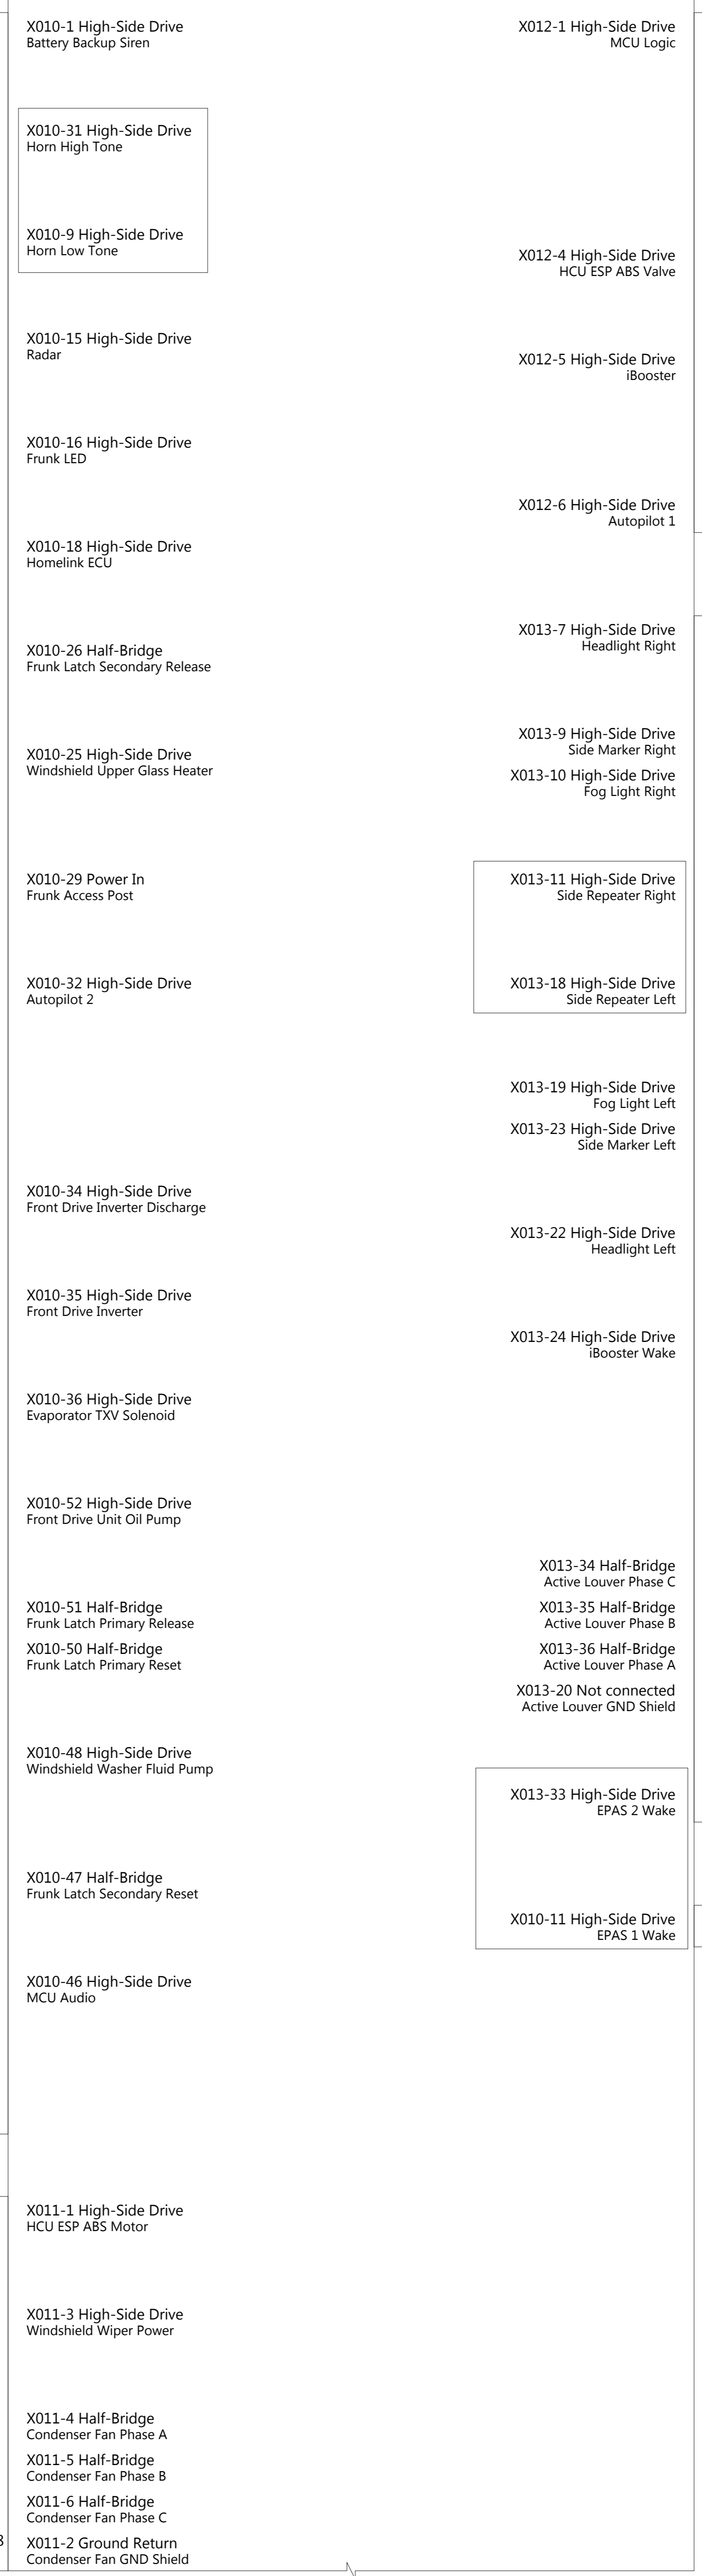 X010-1 High-Side Drive
Battery Backup Siren
X010-31 High-Side Drive
Horn High Tone
X010-9 High-Side Drive
Horn Low Tone
X010-15 High-Side Drive
Radar
X010-16 High-Side Drive
Frunk LED
X010-18 High-Side Drive
Homelink ECU
X010-26 Half-Bridge
Frunk Latch Secondary Release
X010-25 High-Side Drive
Windshield Upper Glass Heater
X010-29 Power In
Frunk Access Post
X010-32 High-Side Drive
Autopilot 2
X010-34 High-Side Drive
Front Drive Inverter Discharge
X010-35 High-Side Drive
Front Drive Inverter
X010-36 High-Side Drive
Evaporator TXV Solenoid
X010-52 High-Side Drive
Front Drive Unit Oil Pump
X010-51 Half-Bridge
Frunk Latch Primary Release
X010-50 Half-Bridge
Frunk Latch Primary Reset
X010-48 High-Side Drive
Windshield Washer Fluid Pump
X010-47 Half-Bridge
Frunk Latch Secondary Reset
X010-46 High-Side Drive
MCU Audio
X011-1 High-Side Drive
HCU ESP ABS Motor
X011-3 High-Side Drive
Windshield Wiper Power
X011-4 Half-Bridge
Condenser Fan Phase A
X011-5 Half-Bridge
Condenser Fan Phase B
X011-6 Half-Bridge
Condenser Fan Phase C
X011-2 Ground Return
Condenser Fan GND Shield
X012-1 High-Side Drive
MCU Logic
X012-4 High-Side Drive
HCU ESP ABS Valve
X012-5 High-Side Drive
iBooster
X012-6 High-Side Drive
Autopilot 1
X013-7 High-Side Drive
Headlight Right
X013-9 High-Side Drive
Side Marker Right
X013-10 High-Side Drive
Fog Light Right
X013-11 High-Side Drive
Side Repeater Right
X013-18 High-Side Drive
Side Repeater Left
X013-19 High-Side Drive
Fog Light Left
X013-23 High-Side Drive
Side Marker Left
X013-22 High-Side Drive
Headlight Left
X013-24 High-Side Drive
iBooster Wake
X013-34 Half-Bridge
Active Louver Phase C
X013-35 Half-Bridge
Active Louver Phase B
X013-36 Half-Bridge
Active Louver Phase A
X013-20 Not connected
Active Louver GND Shield
X013-33 High-Side Drive
EPAS 2 Wake
X010-11 High-Side Drive
EPAS 1 Wake